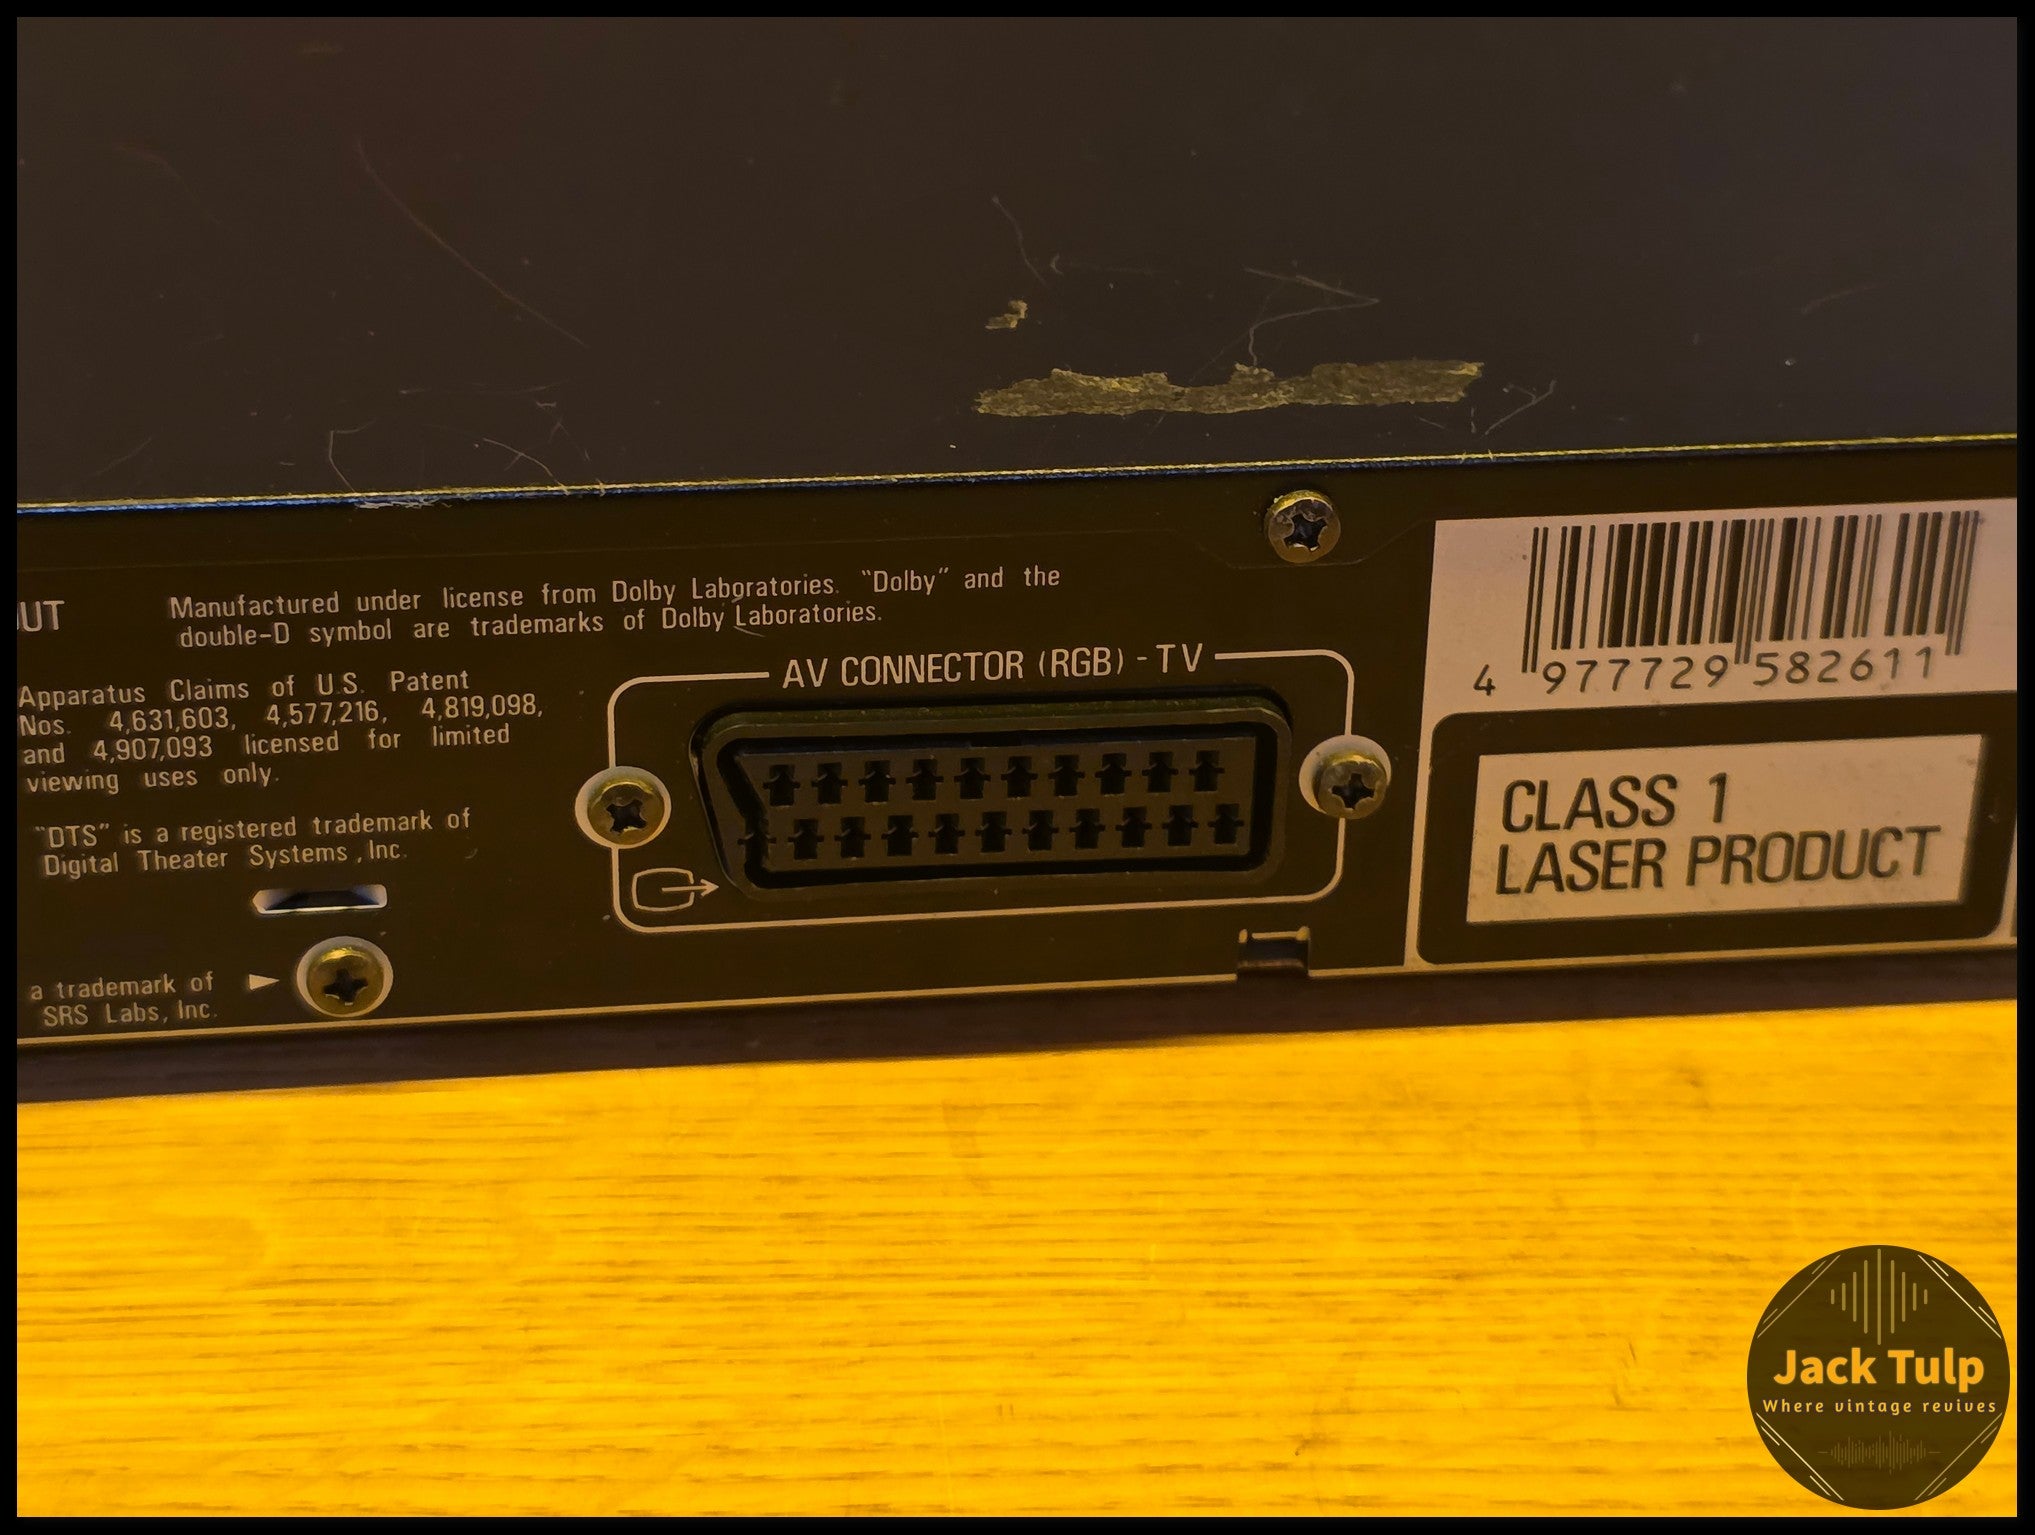 UT
Manufactured under license from Dolby Laboratories. "Dolby" and the
double-D symbol are trademarks of Dolby Laboratories.
Apparatus Claims of U.S. Patent
Nos. 4,631,603, 4,577,216, 4,819,098,
and 4,907,093 licensed for limited
viewing uses only.
"DTS" is a registered trademark of
Digital Theater Systems, Inc.
a trademark of
SRS Labs, Inc.
AV CONNECTOR (RGB) - TV
4 977729 582611
CLASS 1
LASER PRODUCT
Jack Tulp
Where vintage revives